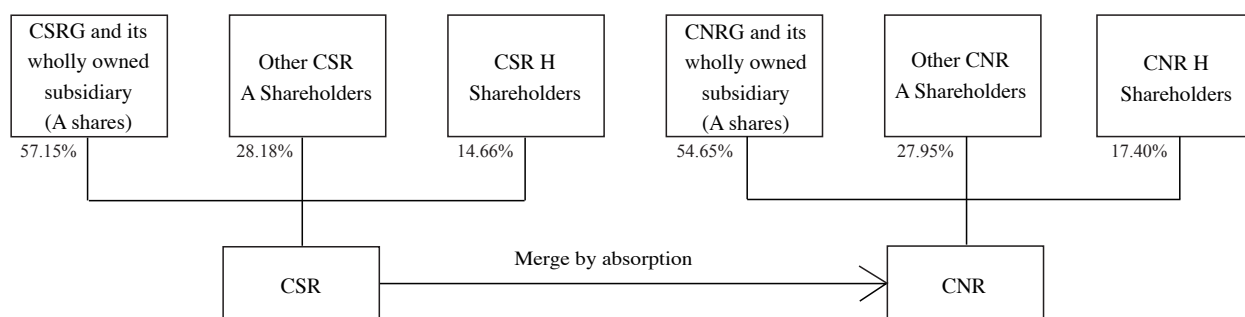 CSRG and its
wholly owned
subsidiary
(A shares)
Other CSR
A Shareholders
CSR H
Shareholders
CNRG and its
wholly owned
subsidiary
(A shares)
Other CNR
A Shareholders
CNR H
Shareholders
57.15%
28.18%
14.66%
54.65%
27.95%
17.40%
Merge by absorption
CSR
CNR